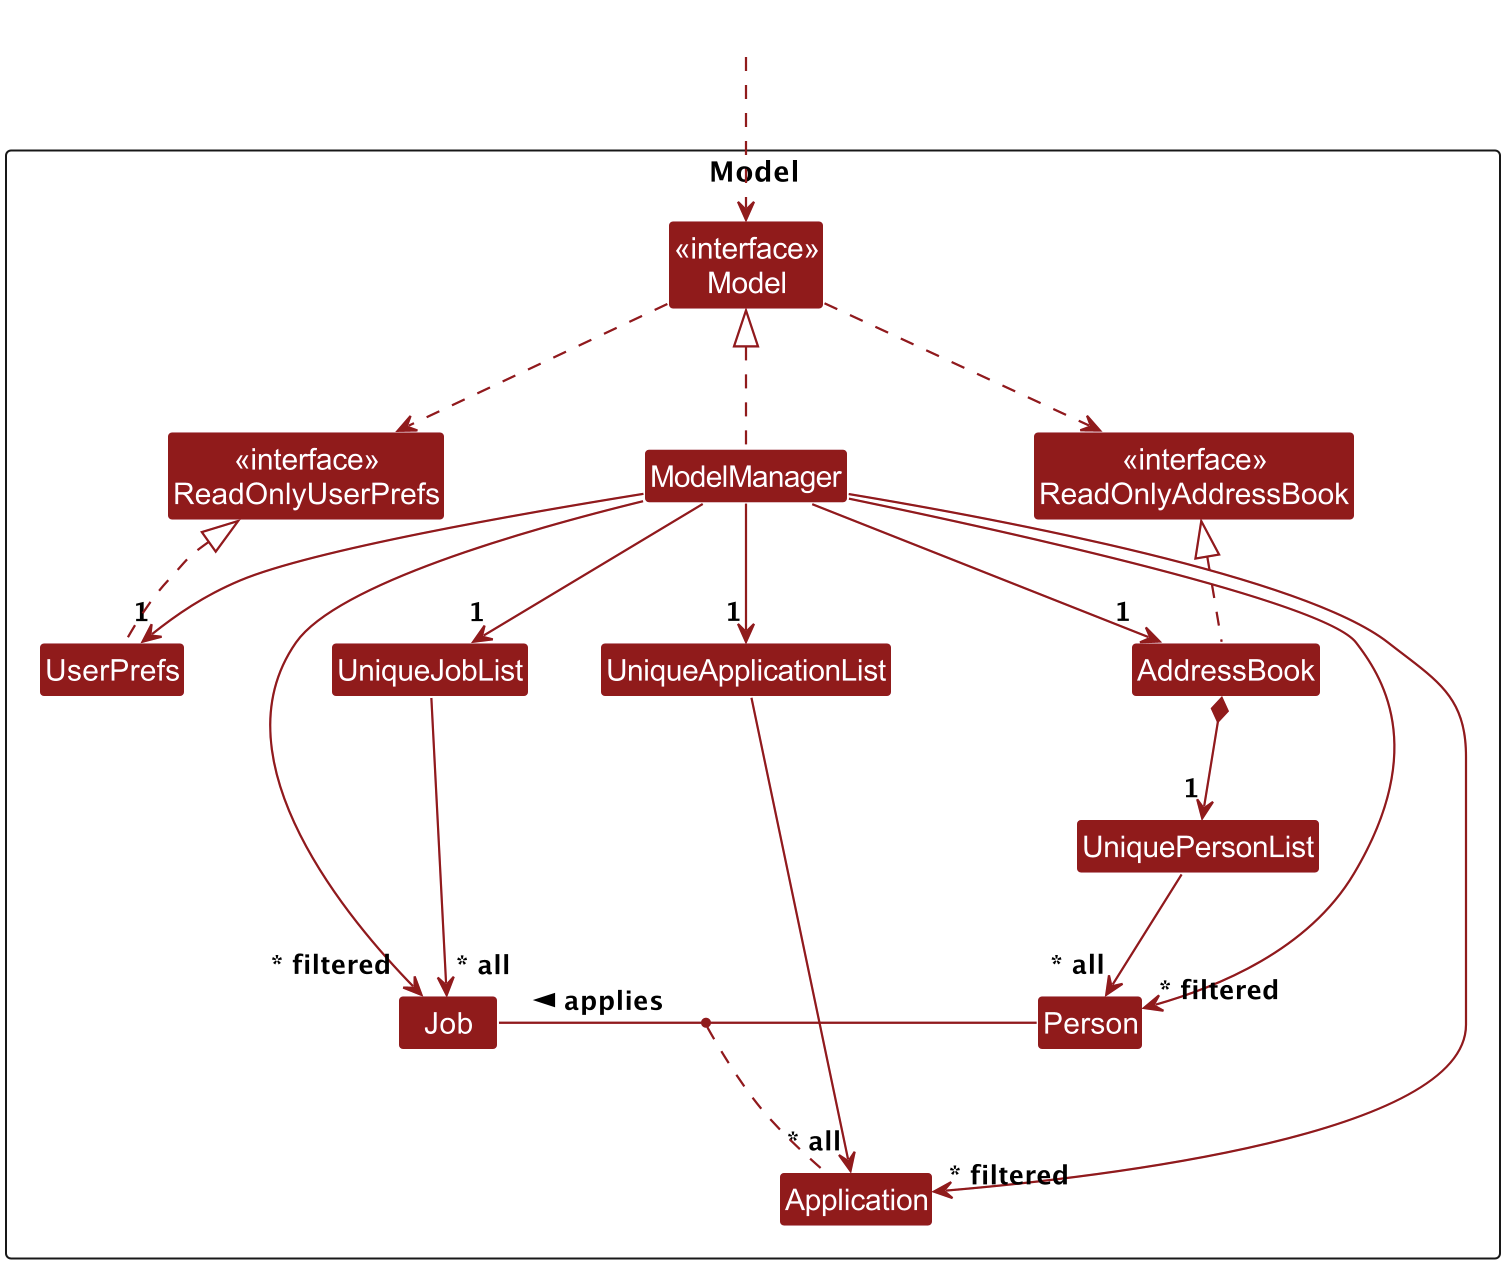 Model
«interface»
Model
«interface»
ReadOnlyUserPrefs
ModelManager
«interface»
ReadOnlyAddressBook
1
1
1
1
UserPrefs
UniqueJobList
UniqueApplicationList
AddressBook
1
UniquePersonList
* filtered
* all
* all
* filtered
◄ applies
Job
Person
* all
* filtered
Application